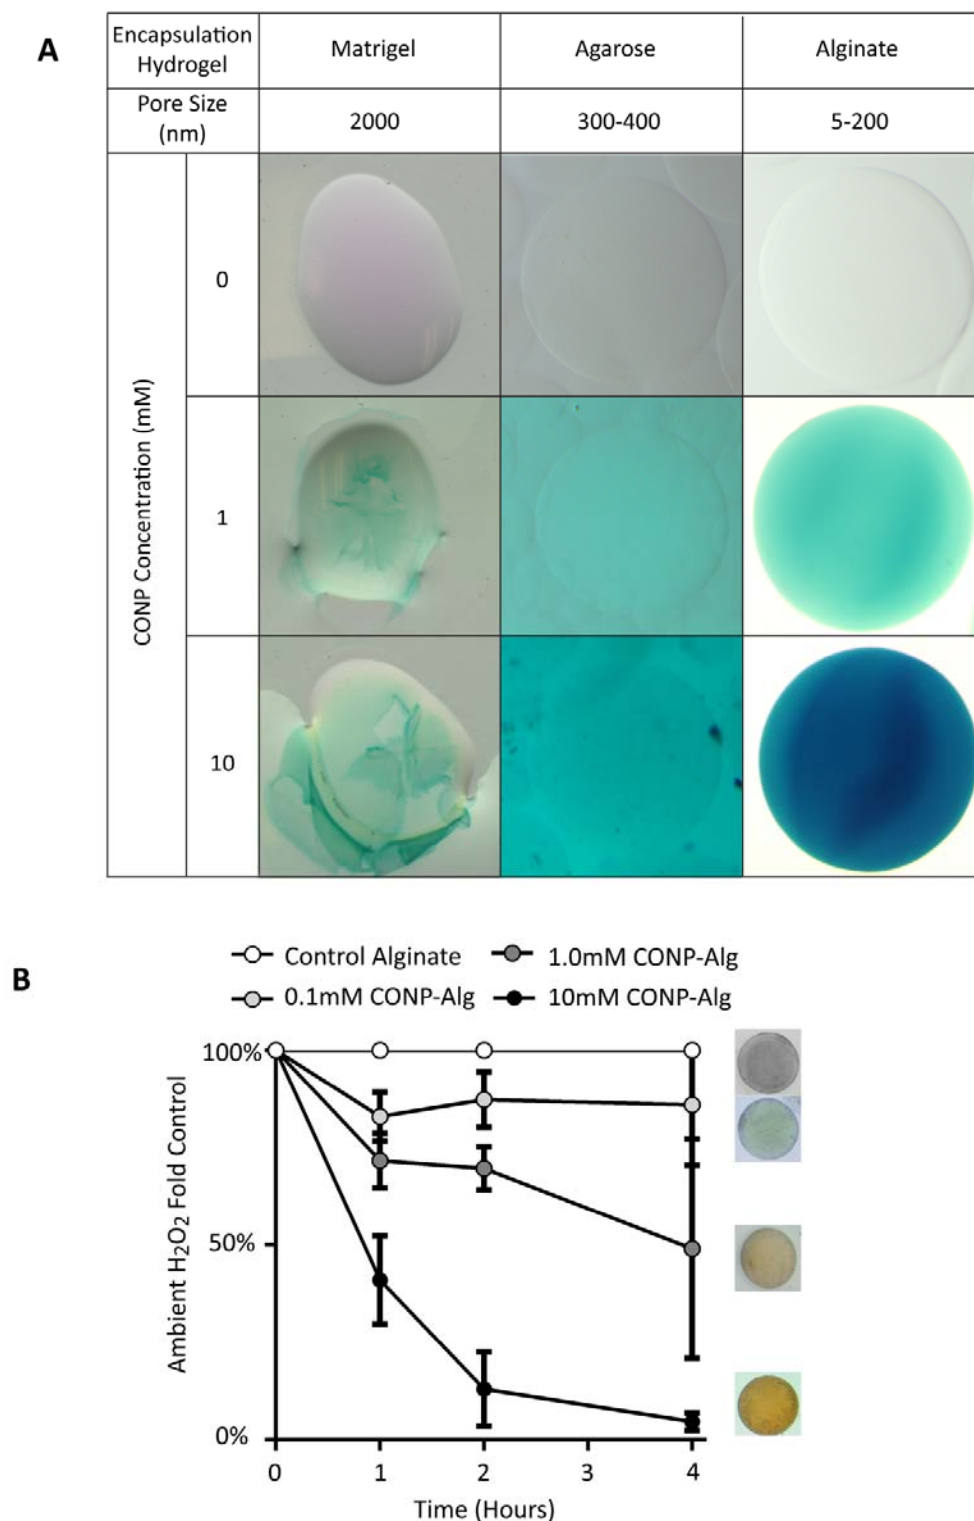 A
Encapsulation Hydrogel
Matrigel
Agarose
Alginate
Pore Size (nm)
2000
300-400
5-200
CONP Concentration (mM)
0
1
10
B
Control Alginate
1.0mM CONP-Alg
0.1mM CONP-Alg
10mM CONP-Alg
Ambient H₂O₂ Fold Control
100%
50%
0%
0 1 2 3 4
Time (Hours)